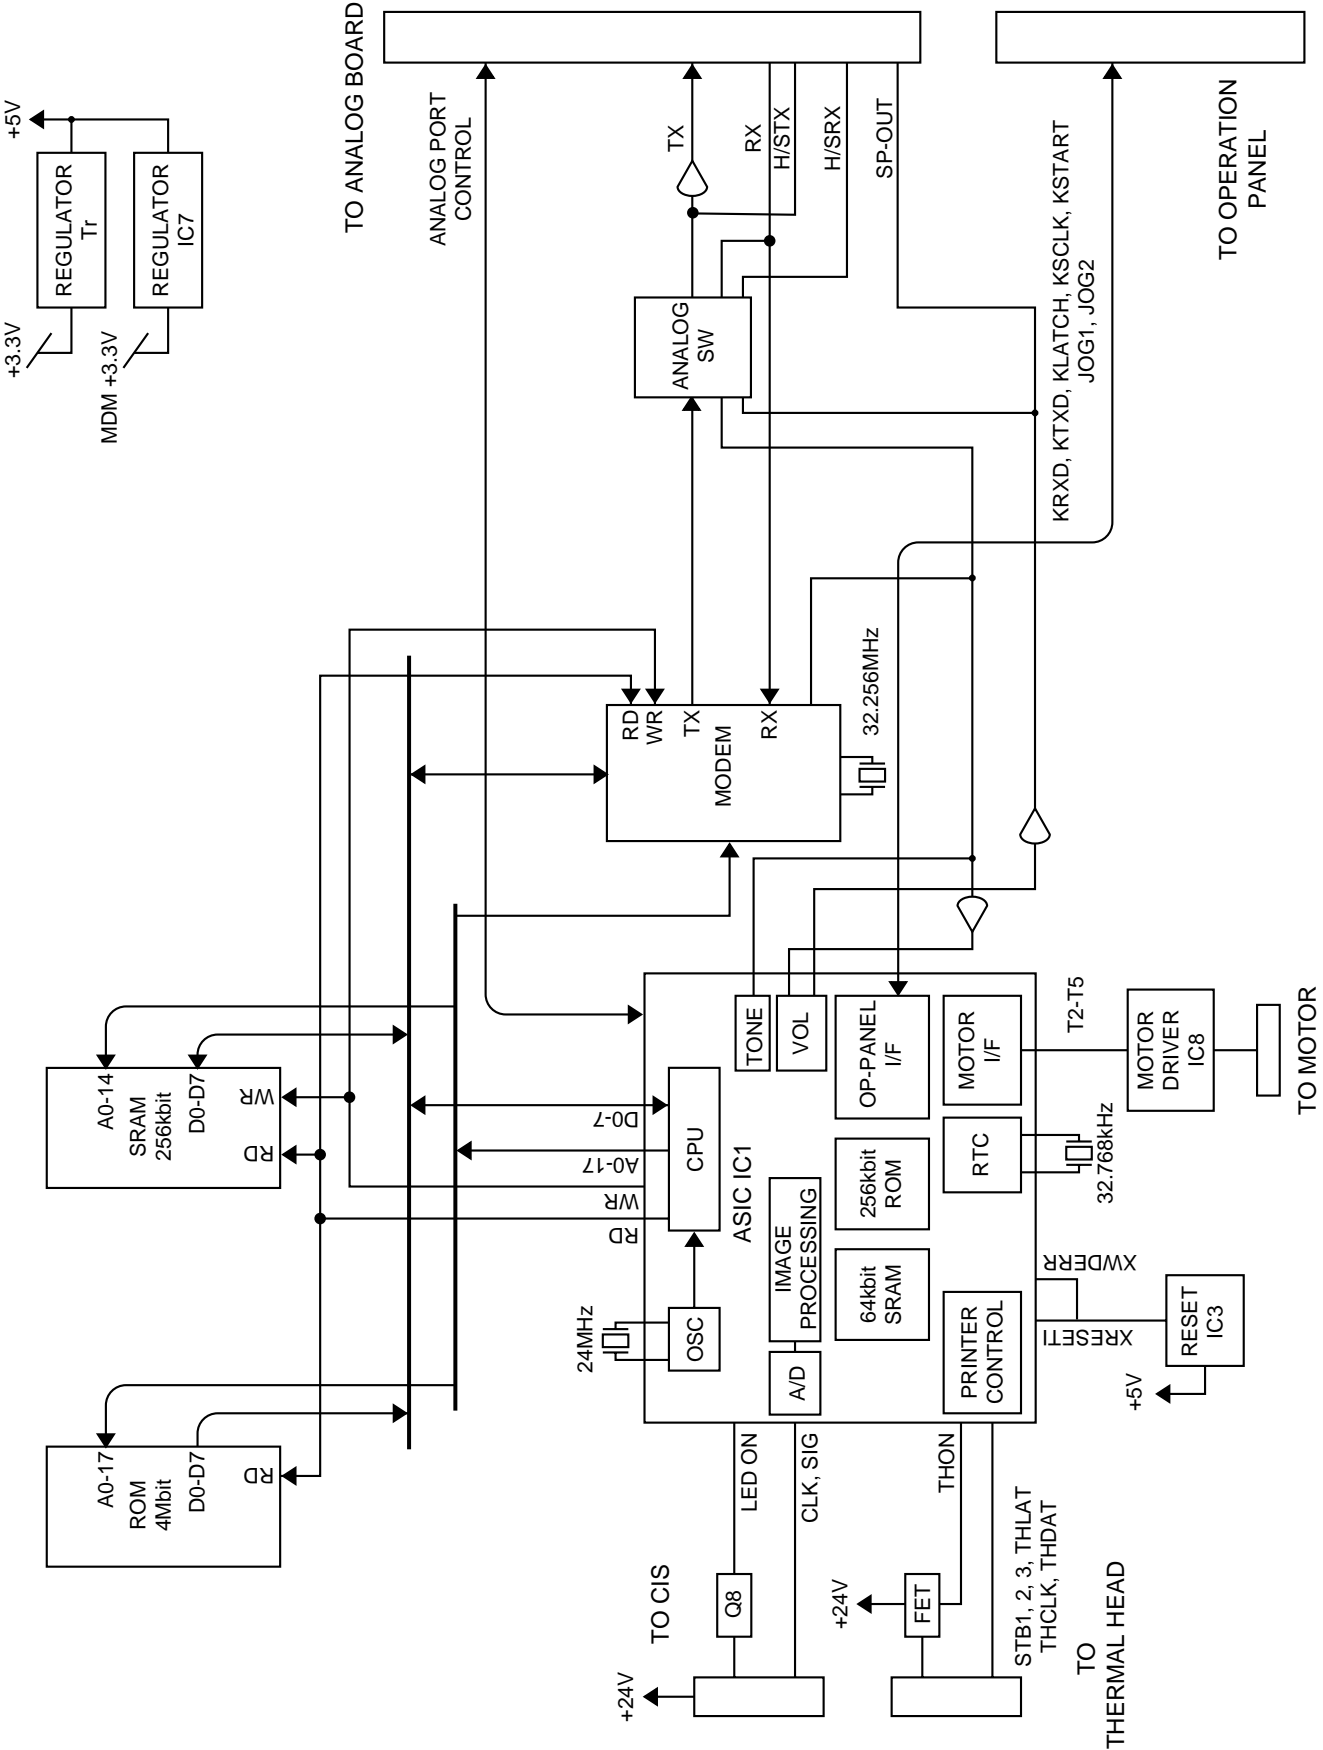 +5V
REGULATOR
Tr
REGULATOR
IC7
+3.3V
MDM +3.3V
TO ANALOG BOARD
ANALOG PORT
CONTROL
TX
RX
H/STX
H/SRX
SP-OUT
TO OPERATION
PANEL
ANALOG
SW
KRXD, KTXD, KLATCH, KSCLK, KSTART
JOG1, JOG2
RD
WR
TX
RX
MODEM
32.256MHz
A0-14
SRAM
256kbit
D0-D7
WR
RD
D0-7
A0-17
WR
RD
CPU
ASIC IC1
TONE
VOL
OP-PANEL
I/F
MOTOR
I/F
T2-T5
MOTOR
DRIVER
IC8
TO MOTOR
24MHz
OSC
IMAGE
PROCESSING
A/D
256kbit
ROM
64kbit
SRAM
RTC
32.768kHz
PRINTER
CONTROL
XWDERR
XRESETI
RESET
IC3
+5V
A0-17
ROM
4Mbit
D0-D7
RD
LED ON
CLK, SIG
THON
TO CIS
Q8
+24V
+24V
FET
STB1, 2, 3, THLAT
THCLK, THDAT
TO
THERMAL HEAD